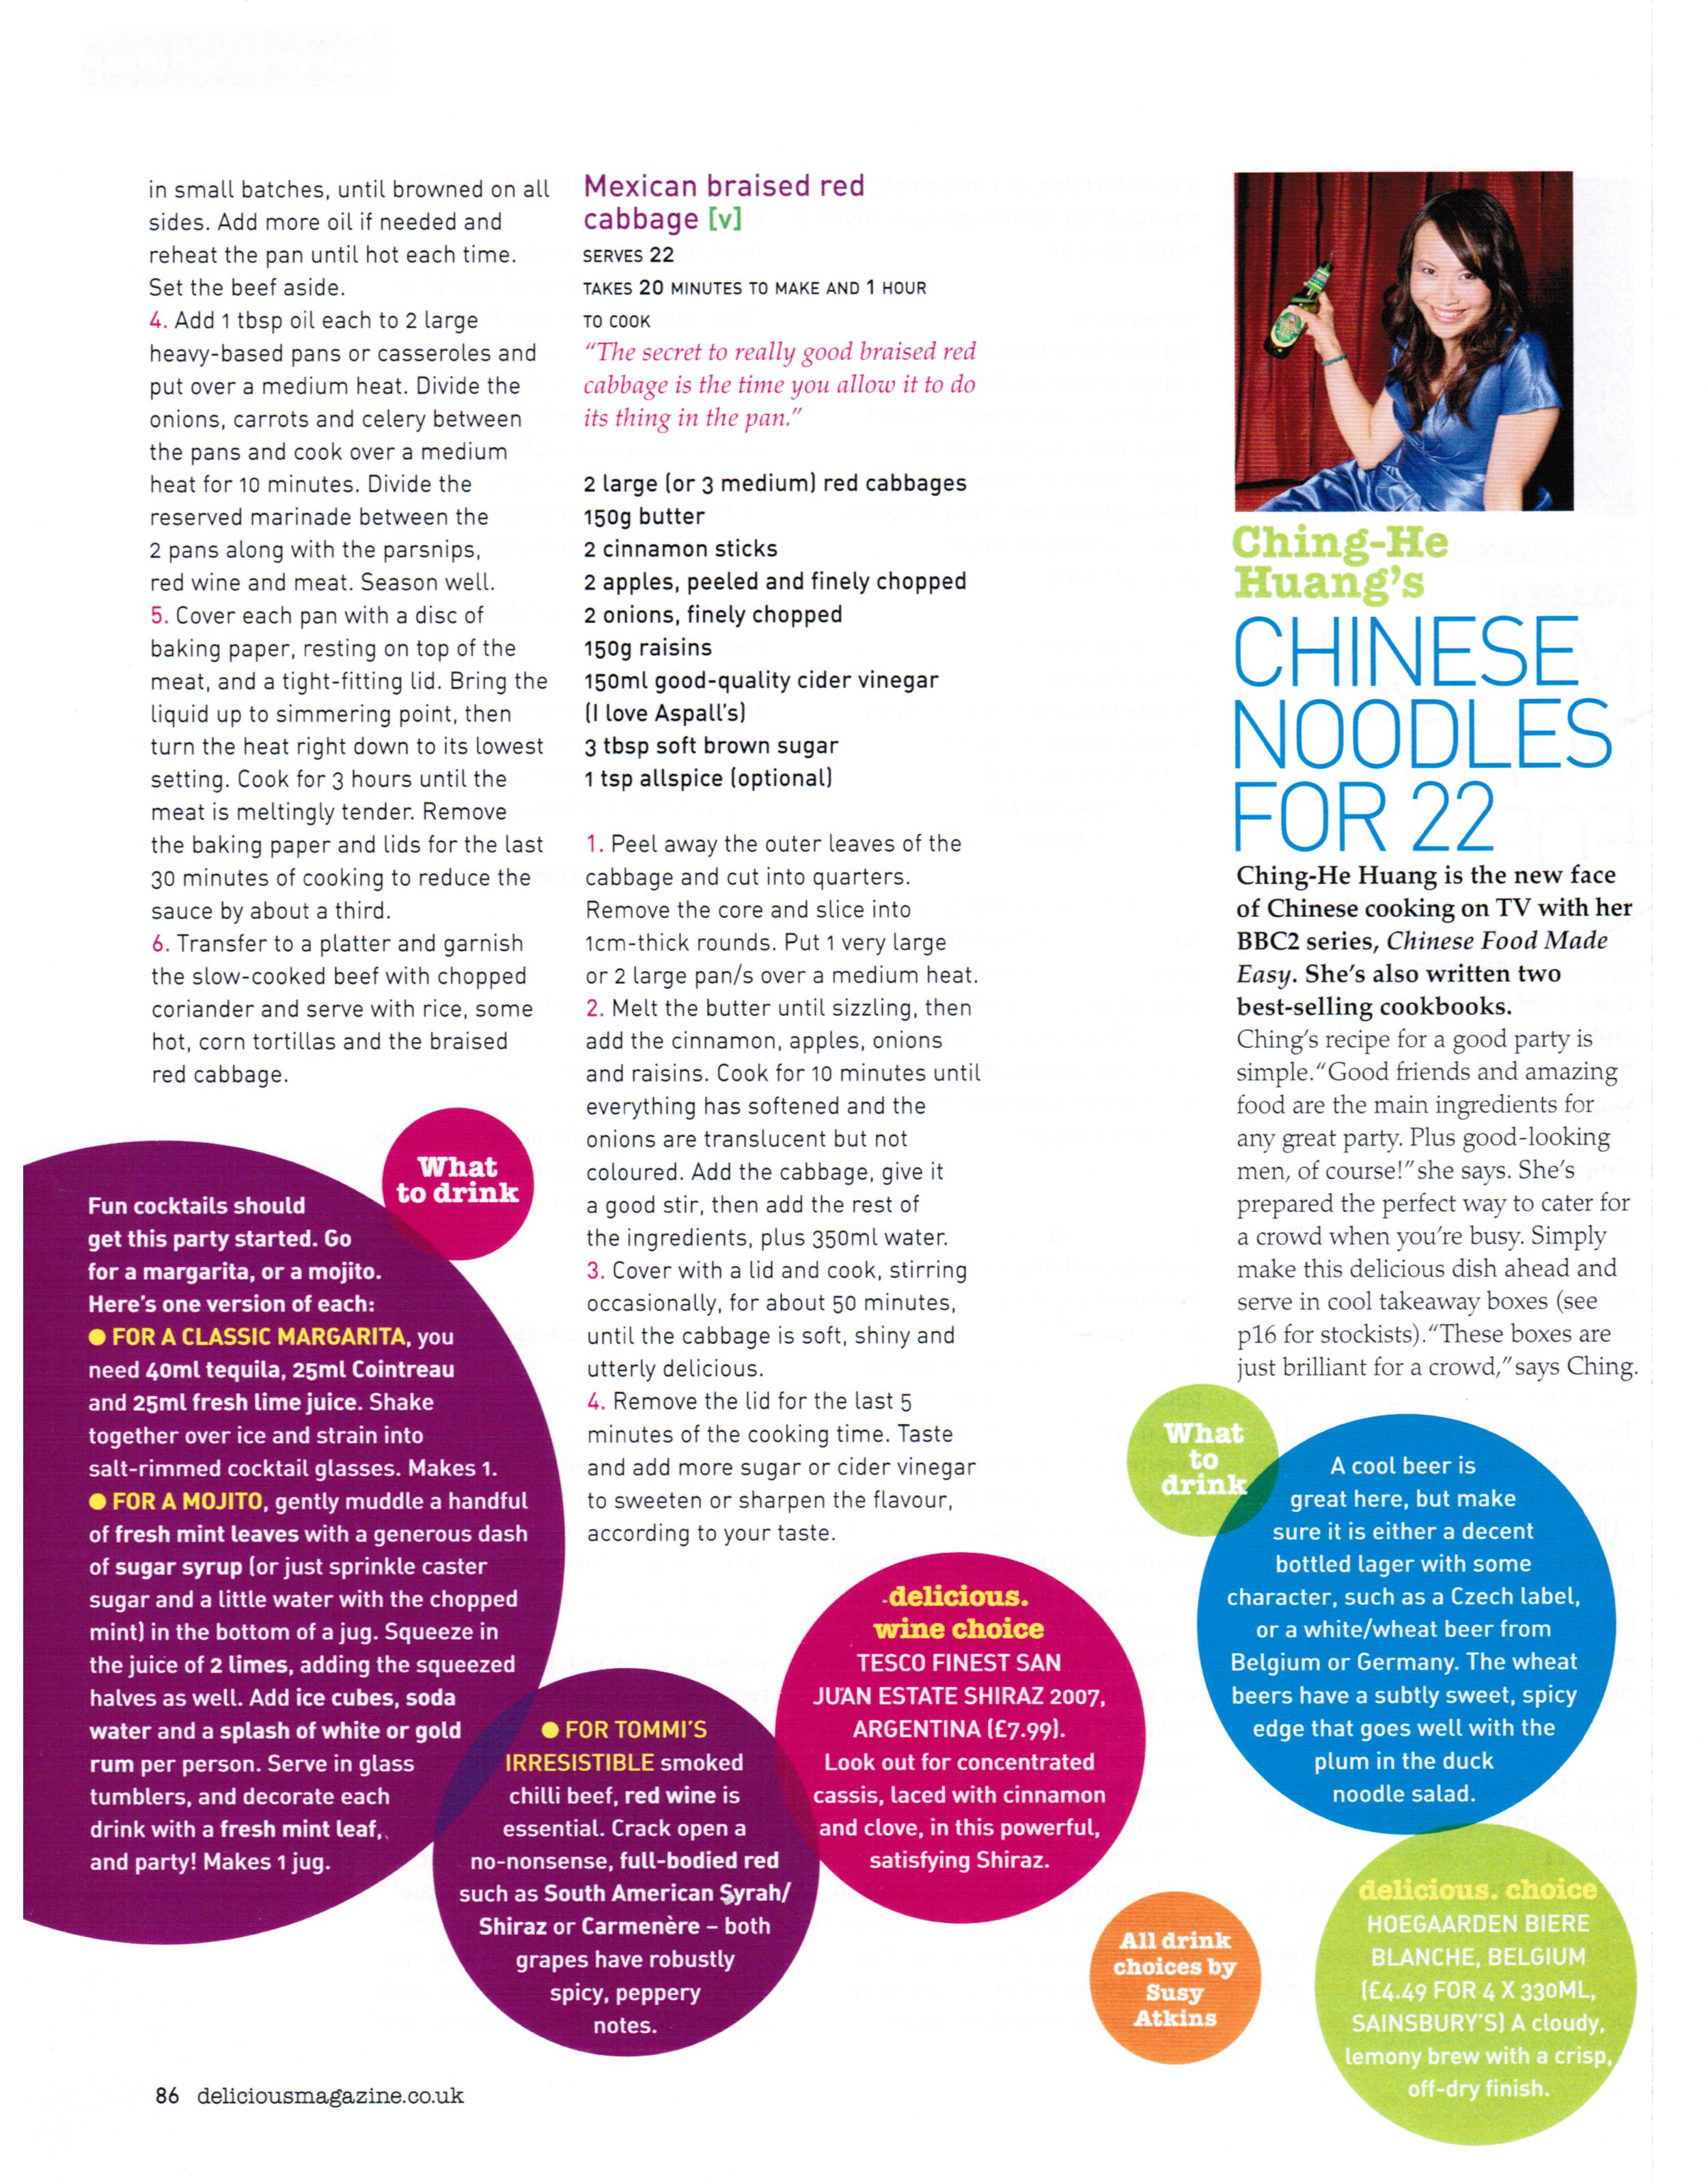 in small batches, until browned on all
sides. Add more oil if needed and
reheat the pan until hot each time.
Set the beef aside.
4. Add 1 tbsp oil each to 2 large
heavy-based pans or casseroles and
put over a medium heat. Divide the
onions, carrots and celery between
the pans and cook over a medium
heat for 10 minutes. Divide the
reserved marinade between the
2 pans along with the parsnips,
red wine and meat. Season well.
5. Cover each pan with a disc of
baking paper, resting on top of the
meat, and a tight-fitting lid. Bring the
liquid up to simmering point, then
turn the heat right down to its lowest
setting. Cook for 3 hours until the
meat is meltingly tender. Remove
the baking paper and lids for the last
30 minutes of cooking to reduce the
sauce by about a third.
6. Transfer to a platter and garnish
the slow-cooked beef with chopped
coriander and serve with rice, some
hot, corn tortillas and the braised
red cabbage.
What
to drink
Fun cocktails should
get this party started. Go
for a margarita, or a mojito.
Here's one version of each:
● FOR A CLASSIC MARGARITA, you
need 40ml tequila, 25ml Cointreau
and 25ml fresh lime juice. Shake
together over ice and strain into
salt-rimmed cocktail glasses. Makes 1.
● FOR A MOJITO, gently muddle a handful
of fresh mint leaves with a generous dash
of sugar syrup (or just sprinkle caster
sugar and a little water with the chopped
mint) in the bottom of a jug. Squeeze in
the juice of 2 limes, adding the squeezed
halves as well. Add ice cubes, soda
water and a splash of white or gold
rum per person. Serve in glass
tumblers, and decorate each
drink with a fresh mint leaf,
and party! Makes 1 jug.
● FOR TOMMI'S
IRRESISTIBLE smoked
chilli beef, red wine is
essential. Crack open a
no-nonsense, full-bodied red
such as South American Syrah/
Shiraz or Carmenère – both
grapes have robustly
spicy, peppery
notes.
Mexican braised red
cabbage [v]
SERVES 22
TAKES 20 MINUTES TO MAKE AND 1 HOUR
TO COOK
"The secret to really good braised red
cabbage is the time you allow it to do
its thing in the pan."
2 large (or 3 medium) red cabbages
150g butter
2 cinnamon sticks
2 apples, peeled and finely chopped
2 onions, finely chopped
150g raisins
150ml good-quality cider vinegar
(I love Aspall's)
3 tbsp soft brown sugar
1 tsp allspice (optional)
1. Peel away the outer leaves of the
cabbage and cut into quarters.
Remove the core and slice into
1cm-thick rounds. Put 1 very large
or 2 large pan/s over a medium heat.
2. Melt the butter until sizzling, then
add the cinnamon, apples, onions
and raisins. Cook for 10 minutes until
everything has softened and the
onions are translucent but not
coloured. Add the cabbage, give it
a good stir, then add the rest of
the ingredients, plus 350ml water.
3. Cover with a lid and cook, stirring
occasionally, for about 50 minutes,
until the cabbage is soft, shiny and
utterly delicious.
4. Remove the lid for the last 5
minutes of the cooking time. Taste
and add more sugar or cider vinegar
to sweeten or sharpen the flavour,
according to your taste.
delicious.
wine choice
TESCO FINEST SAN
JUAN ESTATE SHIRAZ 2007,
ARGENTINA (£7.99).
Look out for concentrated
cassis, laced with cinnamon
and clove, in this powerful,
satisfying Shiraz.
Ching-He
Huang's
CHINESE
NOODLES
FOR 22
Ching-He Huang is the new face
of Chinese cooking on TV with her
BBC2 series, Chinese Food Made
Easy. She's also written two
best-selling cookbooks.
Ching's recipe for a good party is
simple. "Good friends and amazing
food are the main ingredients for
any great party. Plus good-looking
men, of course!" she says. She's
prepared the perfect way to cater for
a crowd when you're busy. Simply
make this delicious dish ahead and
serve in cool takeaway boxes (see
p16 for stockists). "These boxes are
just brilliant for a crowd," says Ching.
What
to
drink
A cool beer is
great here, but make
sure it is either a decent
bottled lager with some
character, such as a Czech label,
or a white/wheat beer from
Belgium or Germany. The wheat
beers have a subtly sweet, spicy
edge that goes well with the
plum in the duck
noodle salad.
delicious. choice
HOEGAARDEN BIERE
BLANCHE, BELGIUM
(£4.49 FOR 4 X 330ML,
SAINSBURY'S) A cloudy,
lemony brew with a crisp,
off-dry finish.
All drink
choices by
Susy
Atkins
86 deliciousmagazine.co.uk